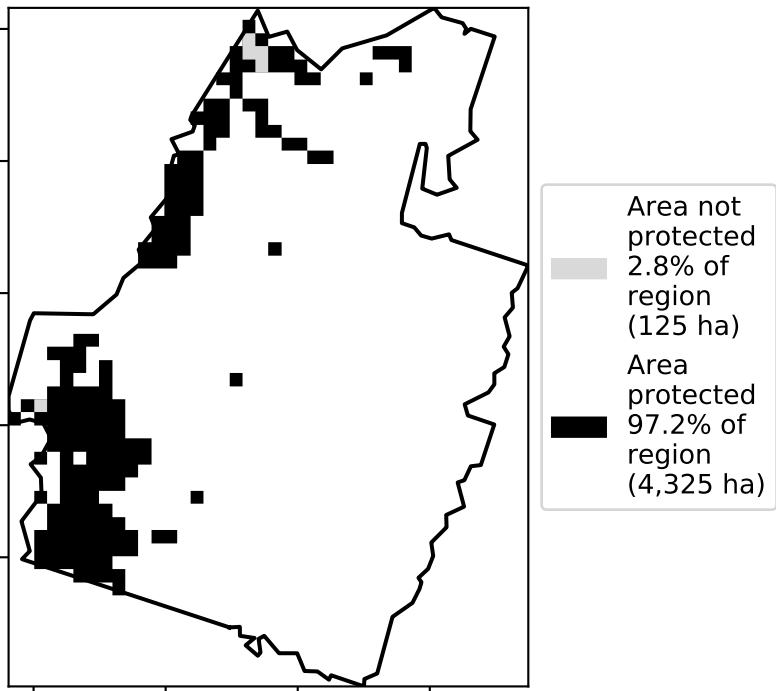 Area not
protected
2.8% of
region
(125 ha)
Area
protected
97.2% of
region
(4,325 ha)